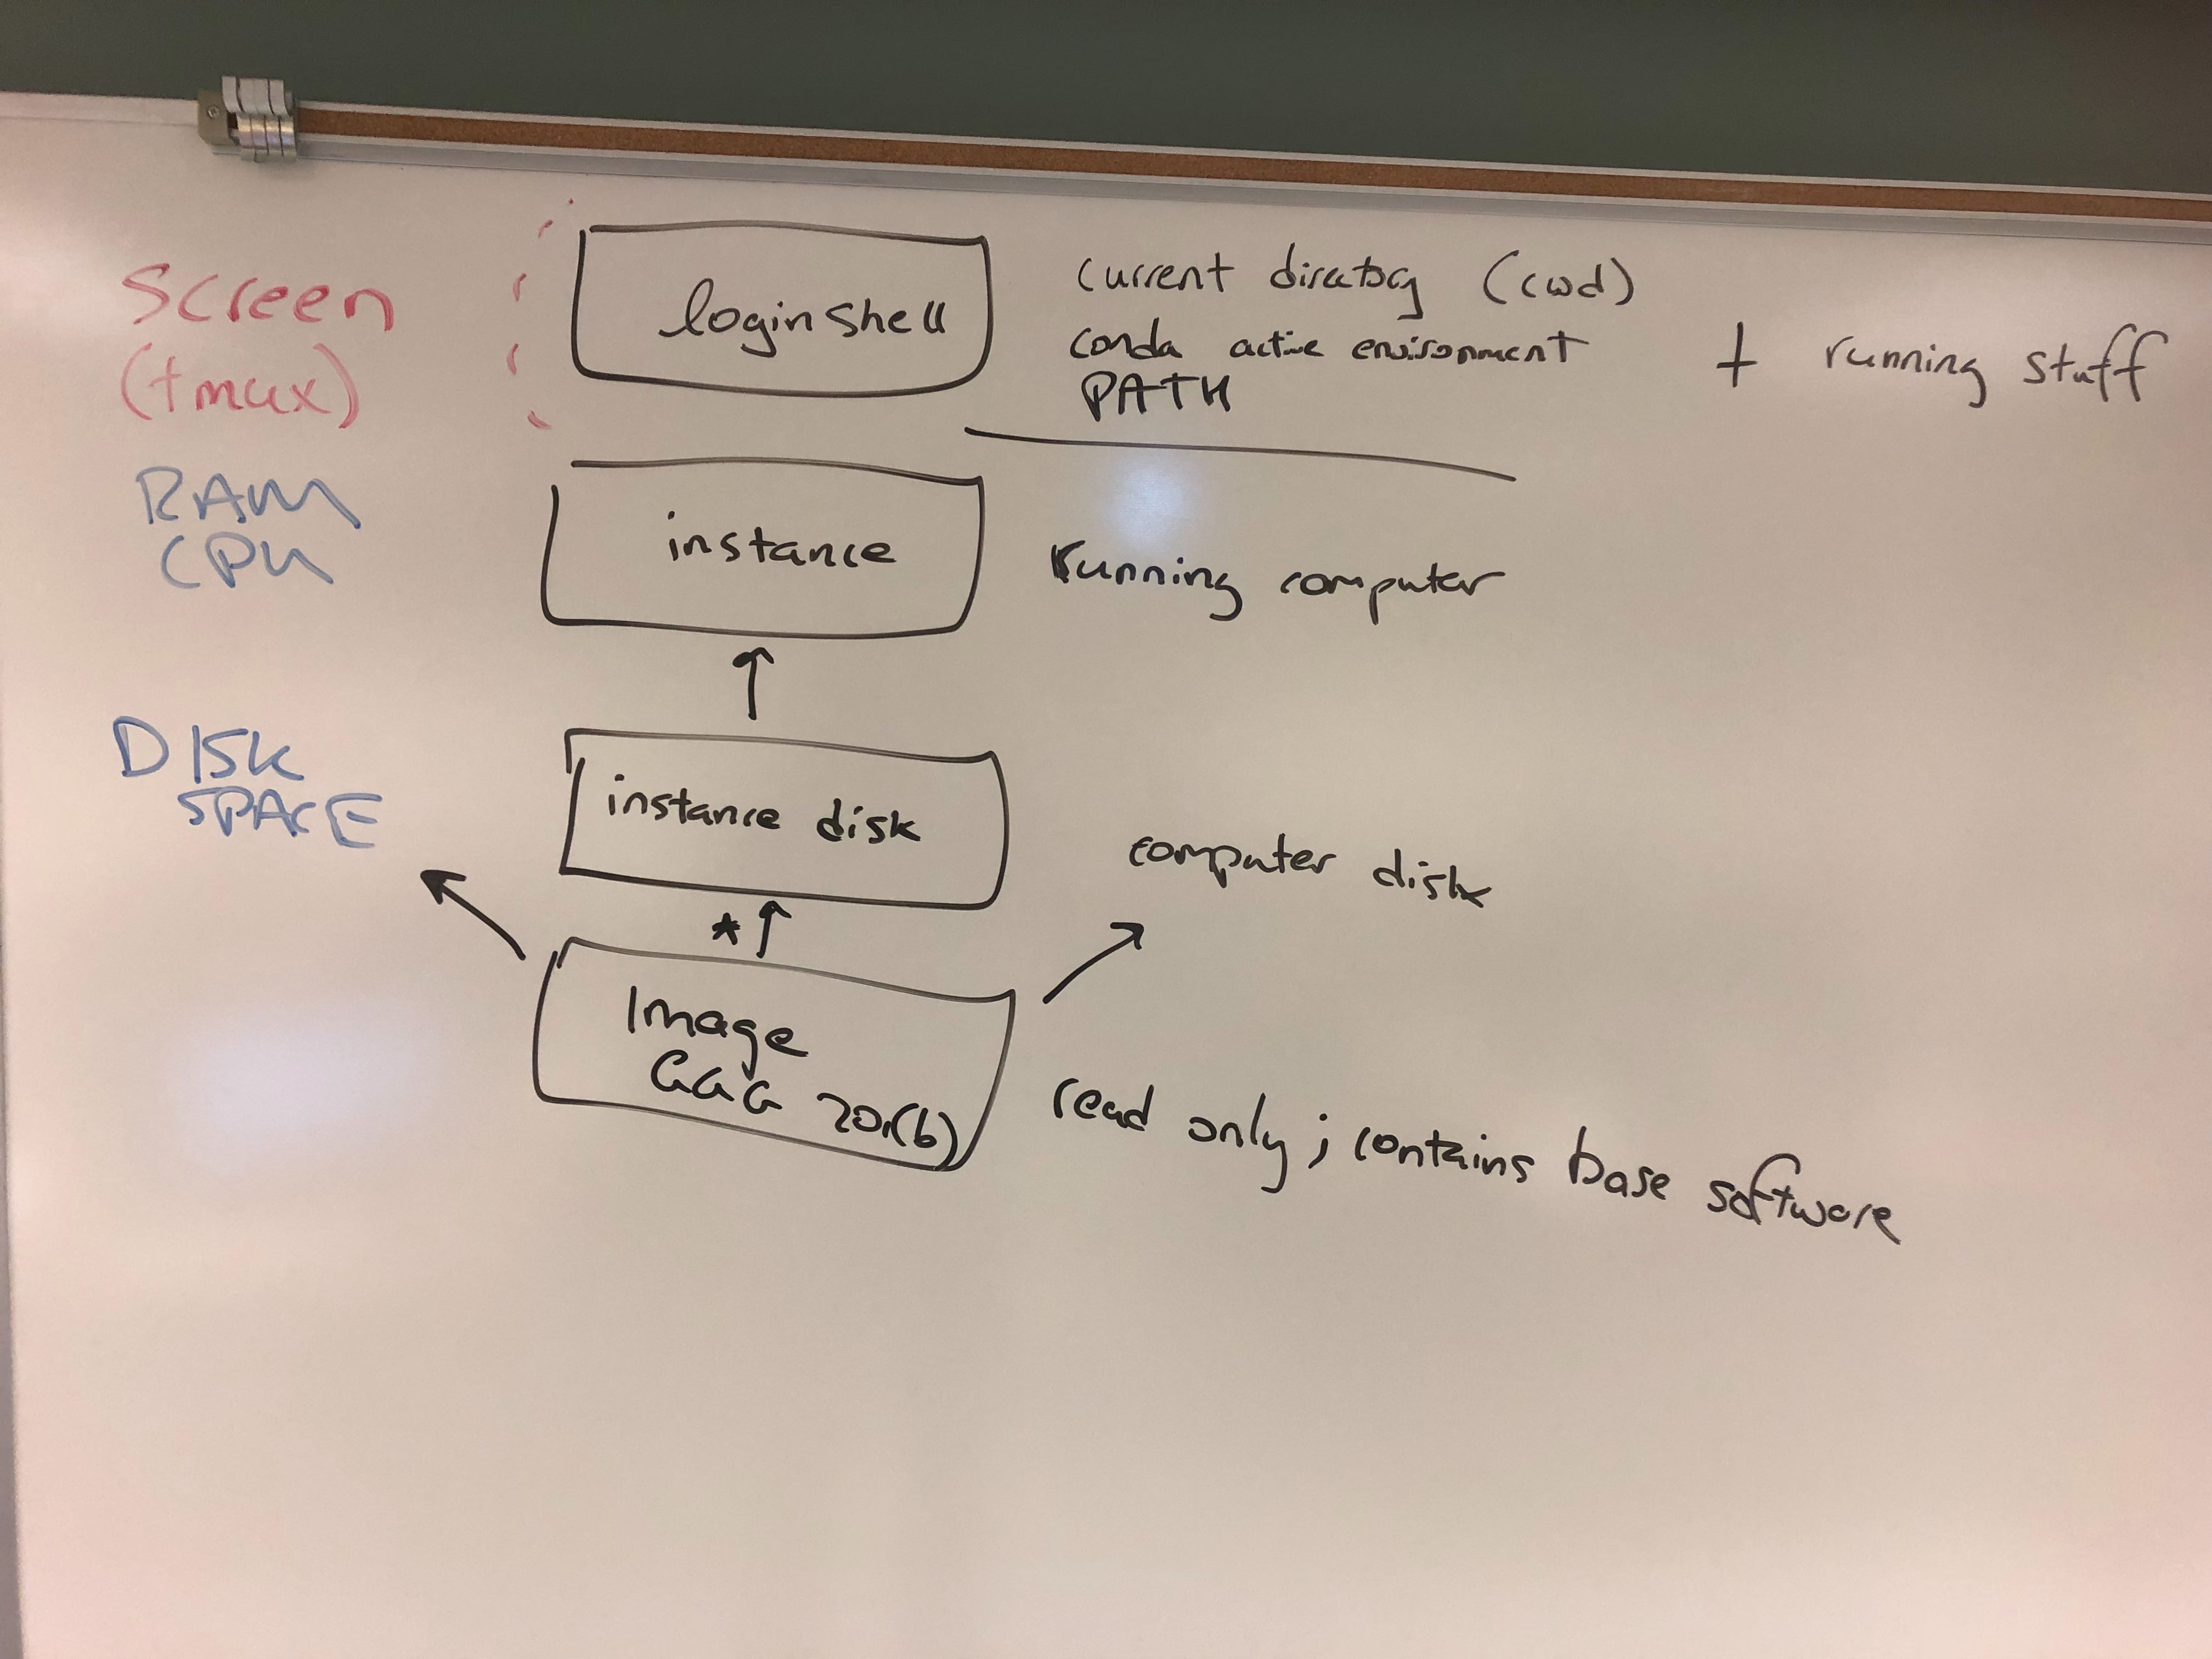 Screen
(tmux)
login shell
current directory (cwd)
conda active environment
PATH
+ running stuff
RAM
CPU
instance
running computer
DISK
SPACE
instance disk
computer disk
*
Image
GGG 201(b)
read only; contains base software